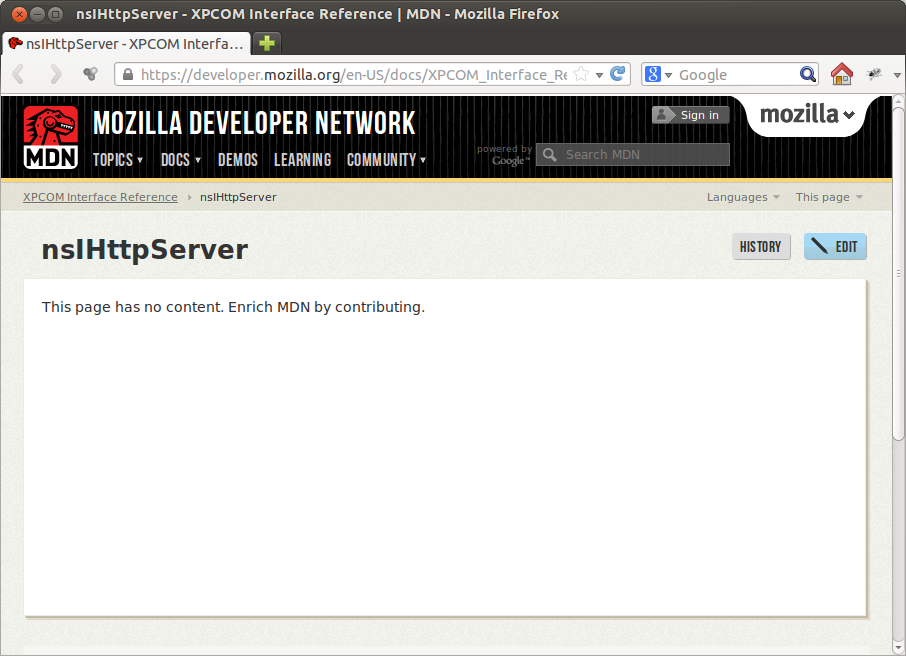 nsIHttpServer - XPCOM Interface Reference | MDN - Mozilla Firefox
nsIHttpServer - XPCOM Interfa...
https://developer.mozilla.org/en-US/docs/XPCOM_Interface_Re
8 Google
MDN
MOZILLA DEVELOPER NETWORK
Sign in
mozilla
TOPICS DOCS DEMOS LEARNING COMMUNITY
powered by
Google™
Search MDN
XPCOM Interface Reference › nsIHttpServer
Languages This page
nsIHttpServer
HISTORY EDIT
This page has no content. Enrich MDN by contributing.